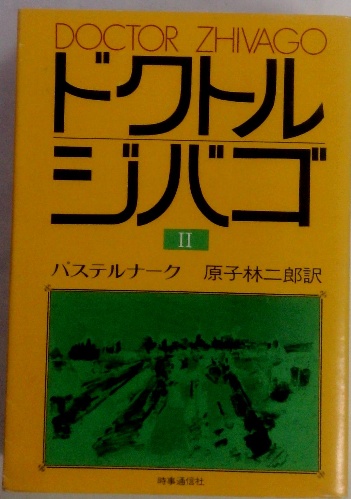 DOCTOR ZHIVAGO
ドクトル
ジバゴ
II
パステルナーク 原子林二郎訳
時事通信社